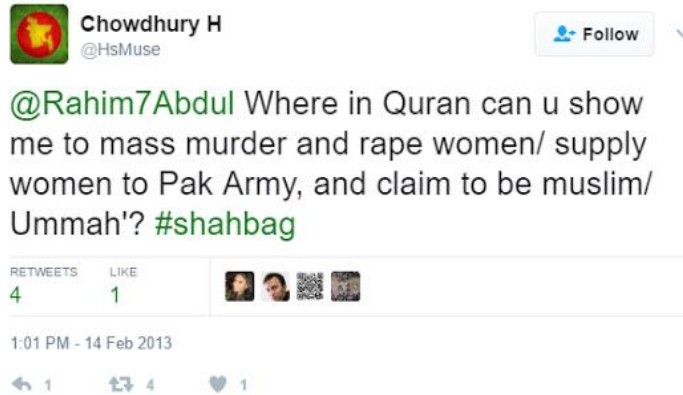 Chowdhury H
@HsMuse
Follow
@Rahim7Abdul Where in Quran can u show
me to mass murder and rape women/ supply
women to Pak Army, and claim to be muslim/
Ummah'? #shahbag
RETWEETS LIKE
4 1
1:01 PM - 14 Feb 2013
1 4 1